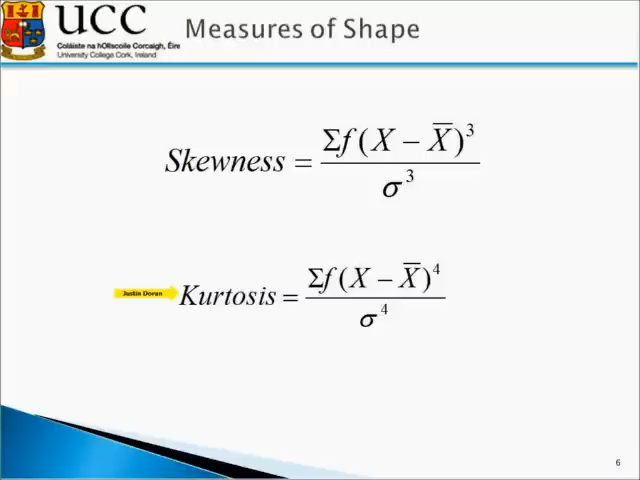 UCC
Coláiste na hOllscoile Corcaigh, Éire
University College Cork, Ireland
Measures of Shape
Skewness = Σf(X − X̅)³ / σ³
Justin Doran
Kurtosis = Σf(X − X̅)⁴ / σ⁴
6